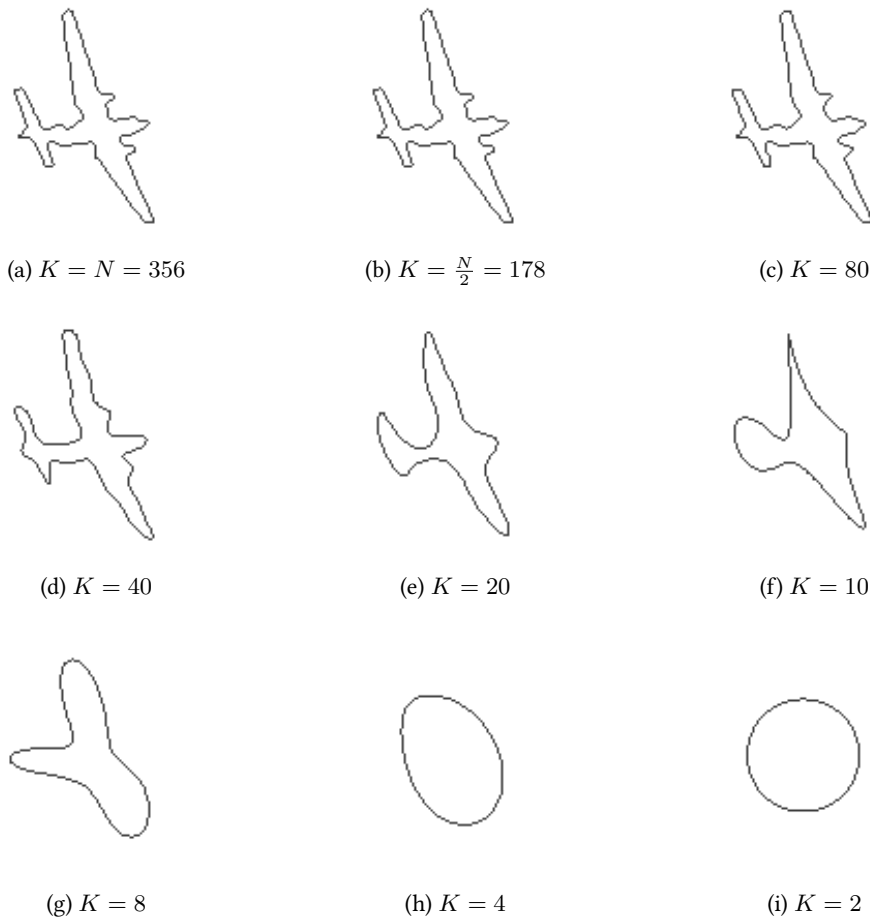 (a) K = N = 356
(b) K = N/2 = 178
(c) K = 80
(d) K = 40
(e) K = 20
(f) K = 10
(g) K = 8
(h) K = 4
(i) K = 2